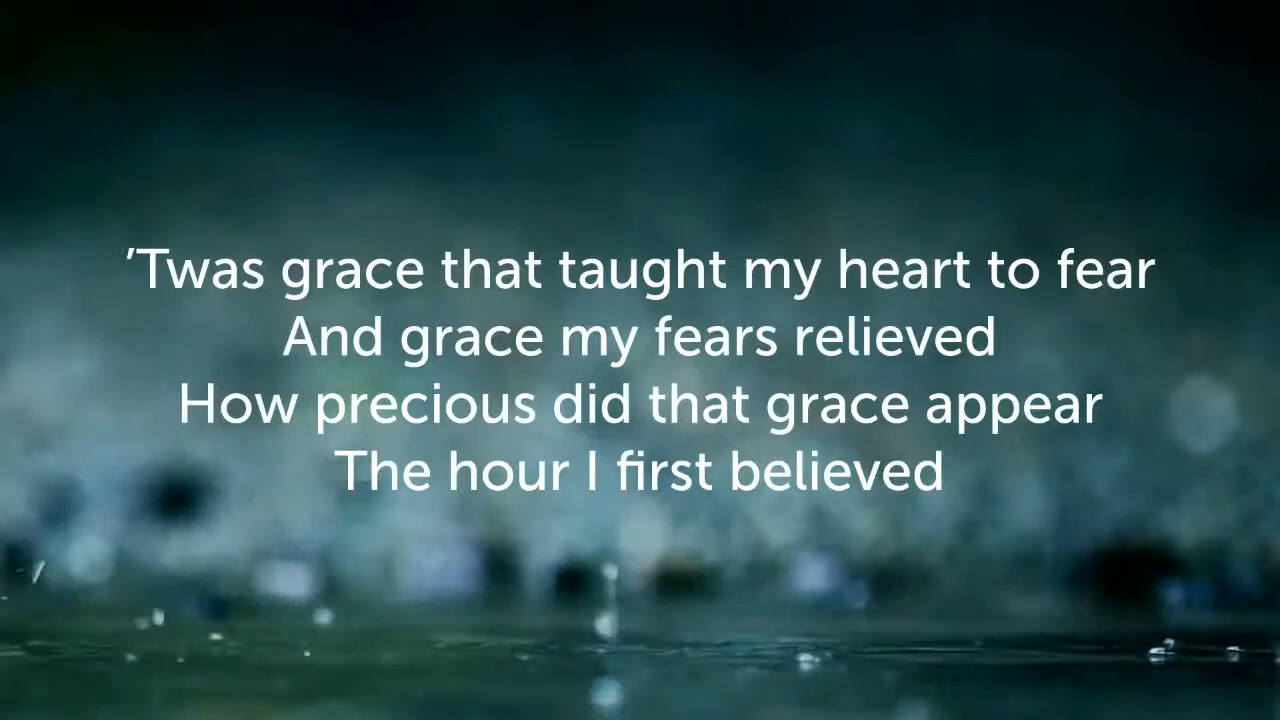 ’Twas grace that taught my heart to fear
And grace my fears relieved
How precious did that grace appear
The hour I first believed